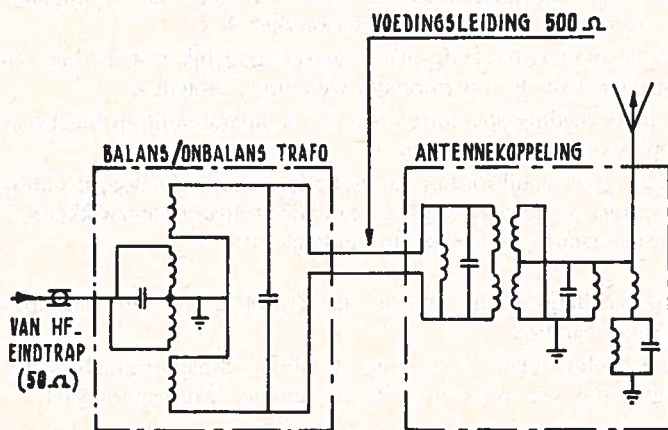 VOEDINGSLEIDING 500 Ω
BALANS/ONBALANS TRAFO
ANTENNEKOPPELING
VAN HF-
EINDTRAP
(50 Ω)